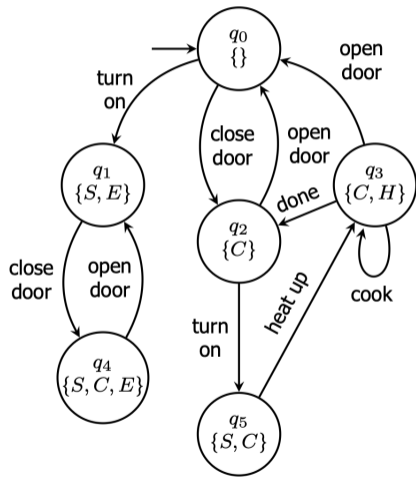 q0
{}
open
door
turn
on
close
door
open
door
q1
{S, E}
q3
{C, H}
done
q2
{C}
close
door
open
door
cook
heat up
turn
on
q4
{S, C, E}
q5
{S, C}